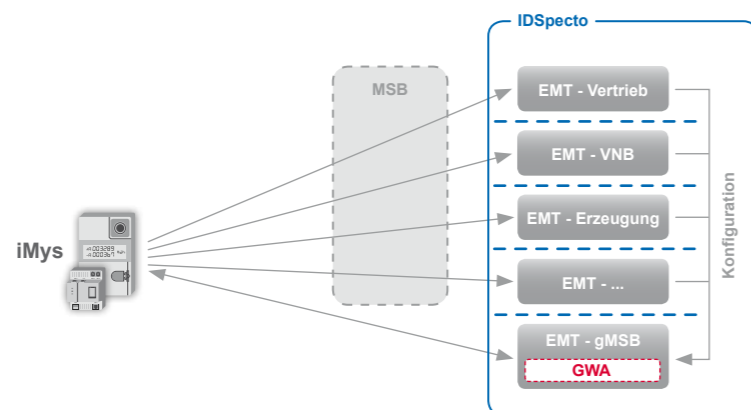 IDSpecto
MSB
EMT - Vertrieb
EMT - VNB
EMT - Erzeugung
EMT - ...
EMT - gMSB
GWA
Konfiguration
iMys